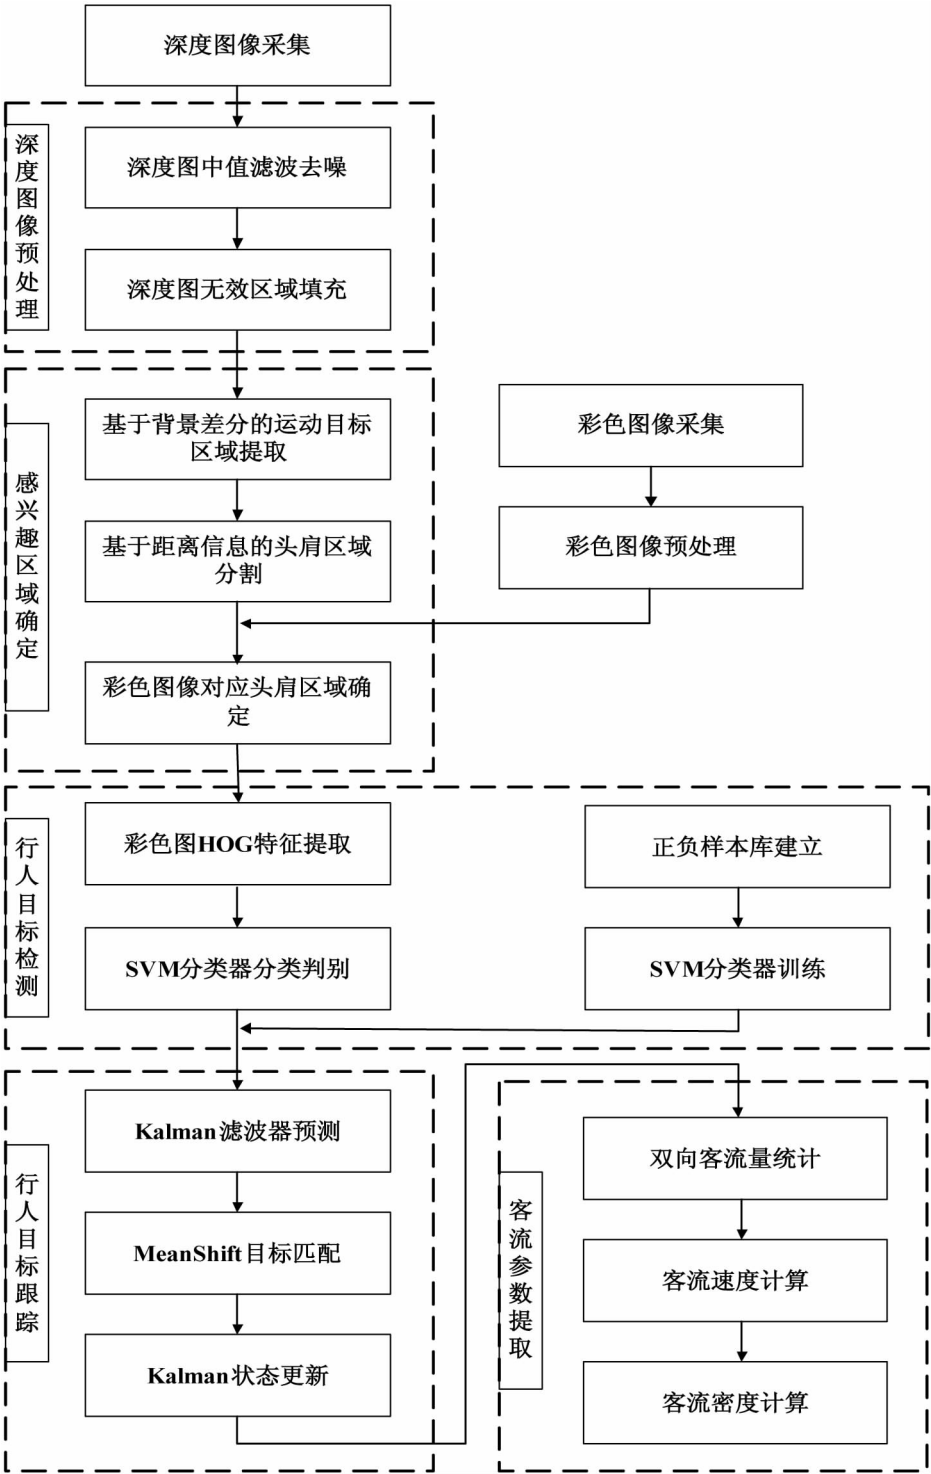 深度图像采集
深度图像预处理
深度图中值滤波去噪
深度图无效区域填充
感兴趣区域确定
基于背景差分的运动目标
区域提取
基于距离信息的头肩区域
分割
彩色图像对应头肩区域确
定
彩色图像采集
彩色图像预处理
行人目标检测
彩色图HOG特征提取
SVM分类器分类判别
正负样本库建立
SVM分类器训练
行人目标跟踪
Kalman滤波器预测
MeanShift目标匹配
Kalman状态更新
客流参数提取
双向客流量统计
客流速度计算
客流密度计算